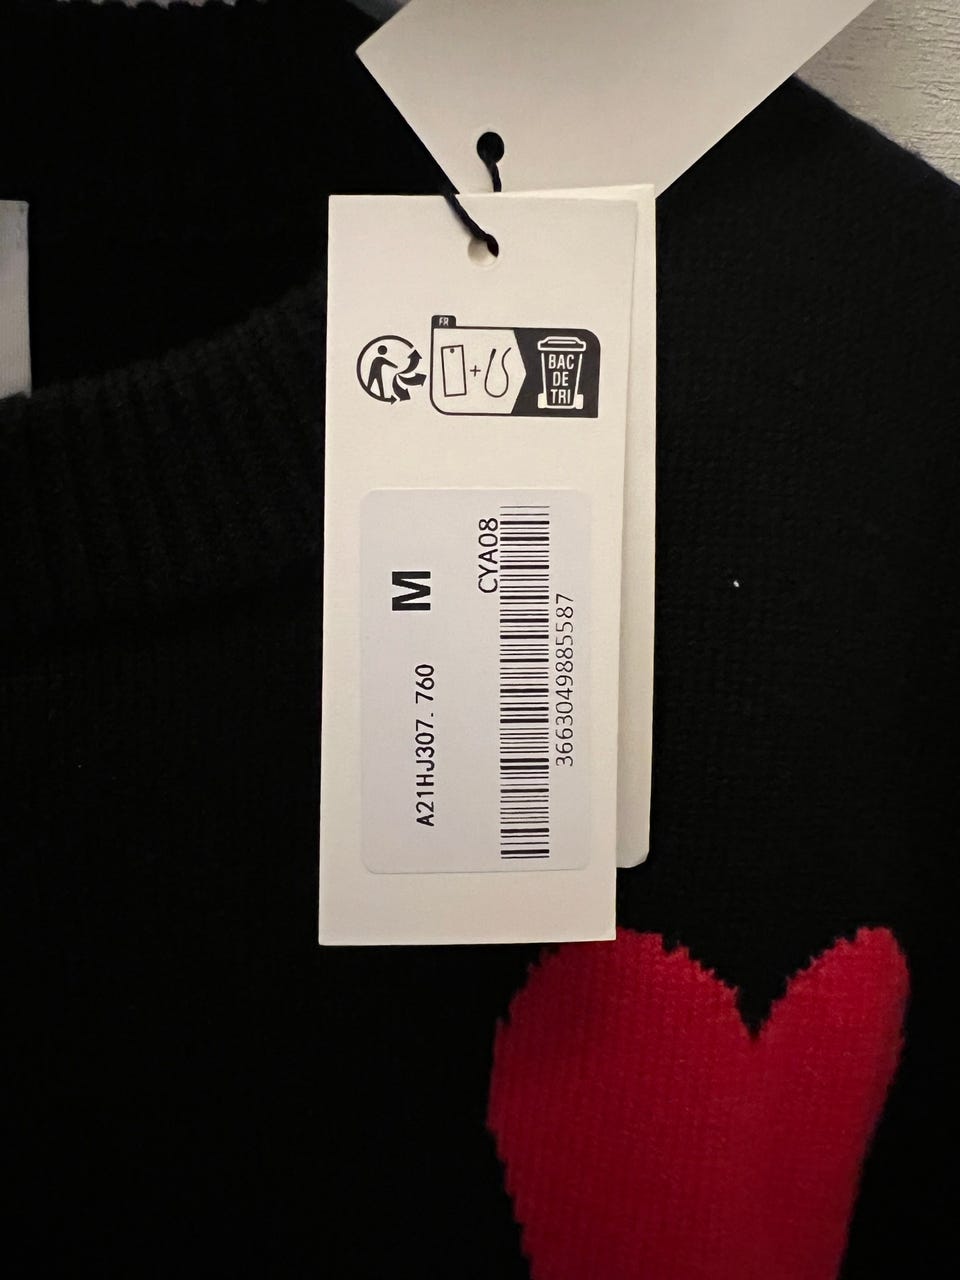 FR
+
BAC
DE
TRI
M
A21HJ307. 760
CYA08
3663049885587